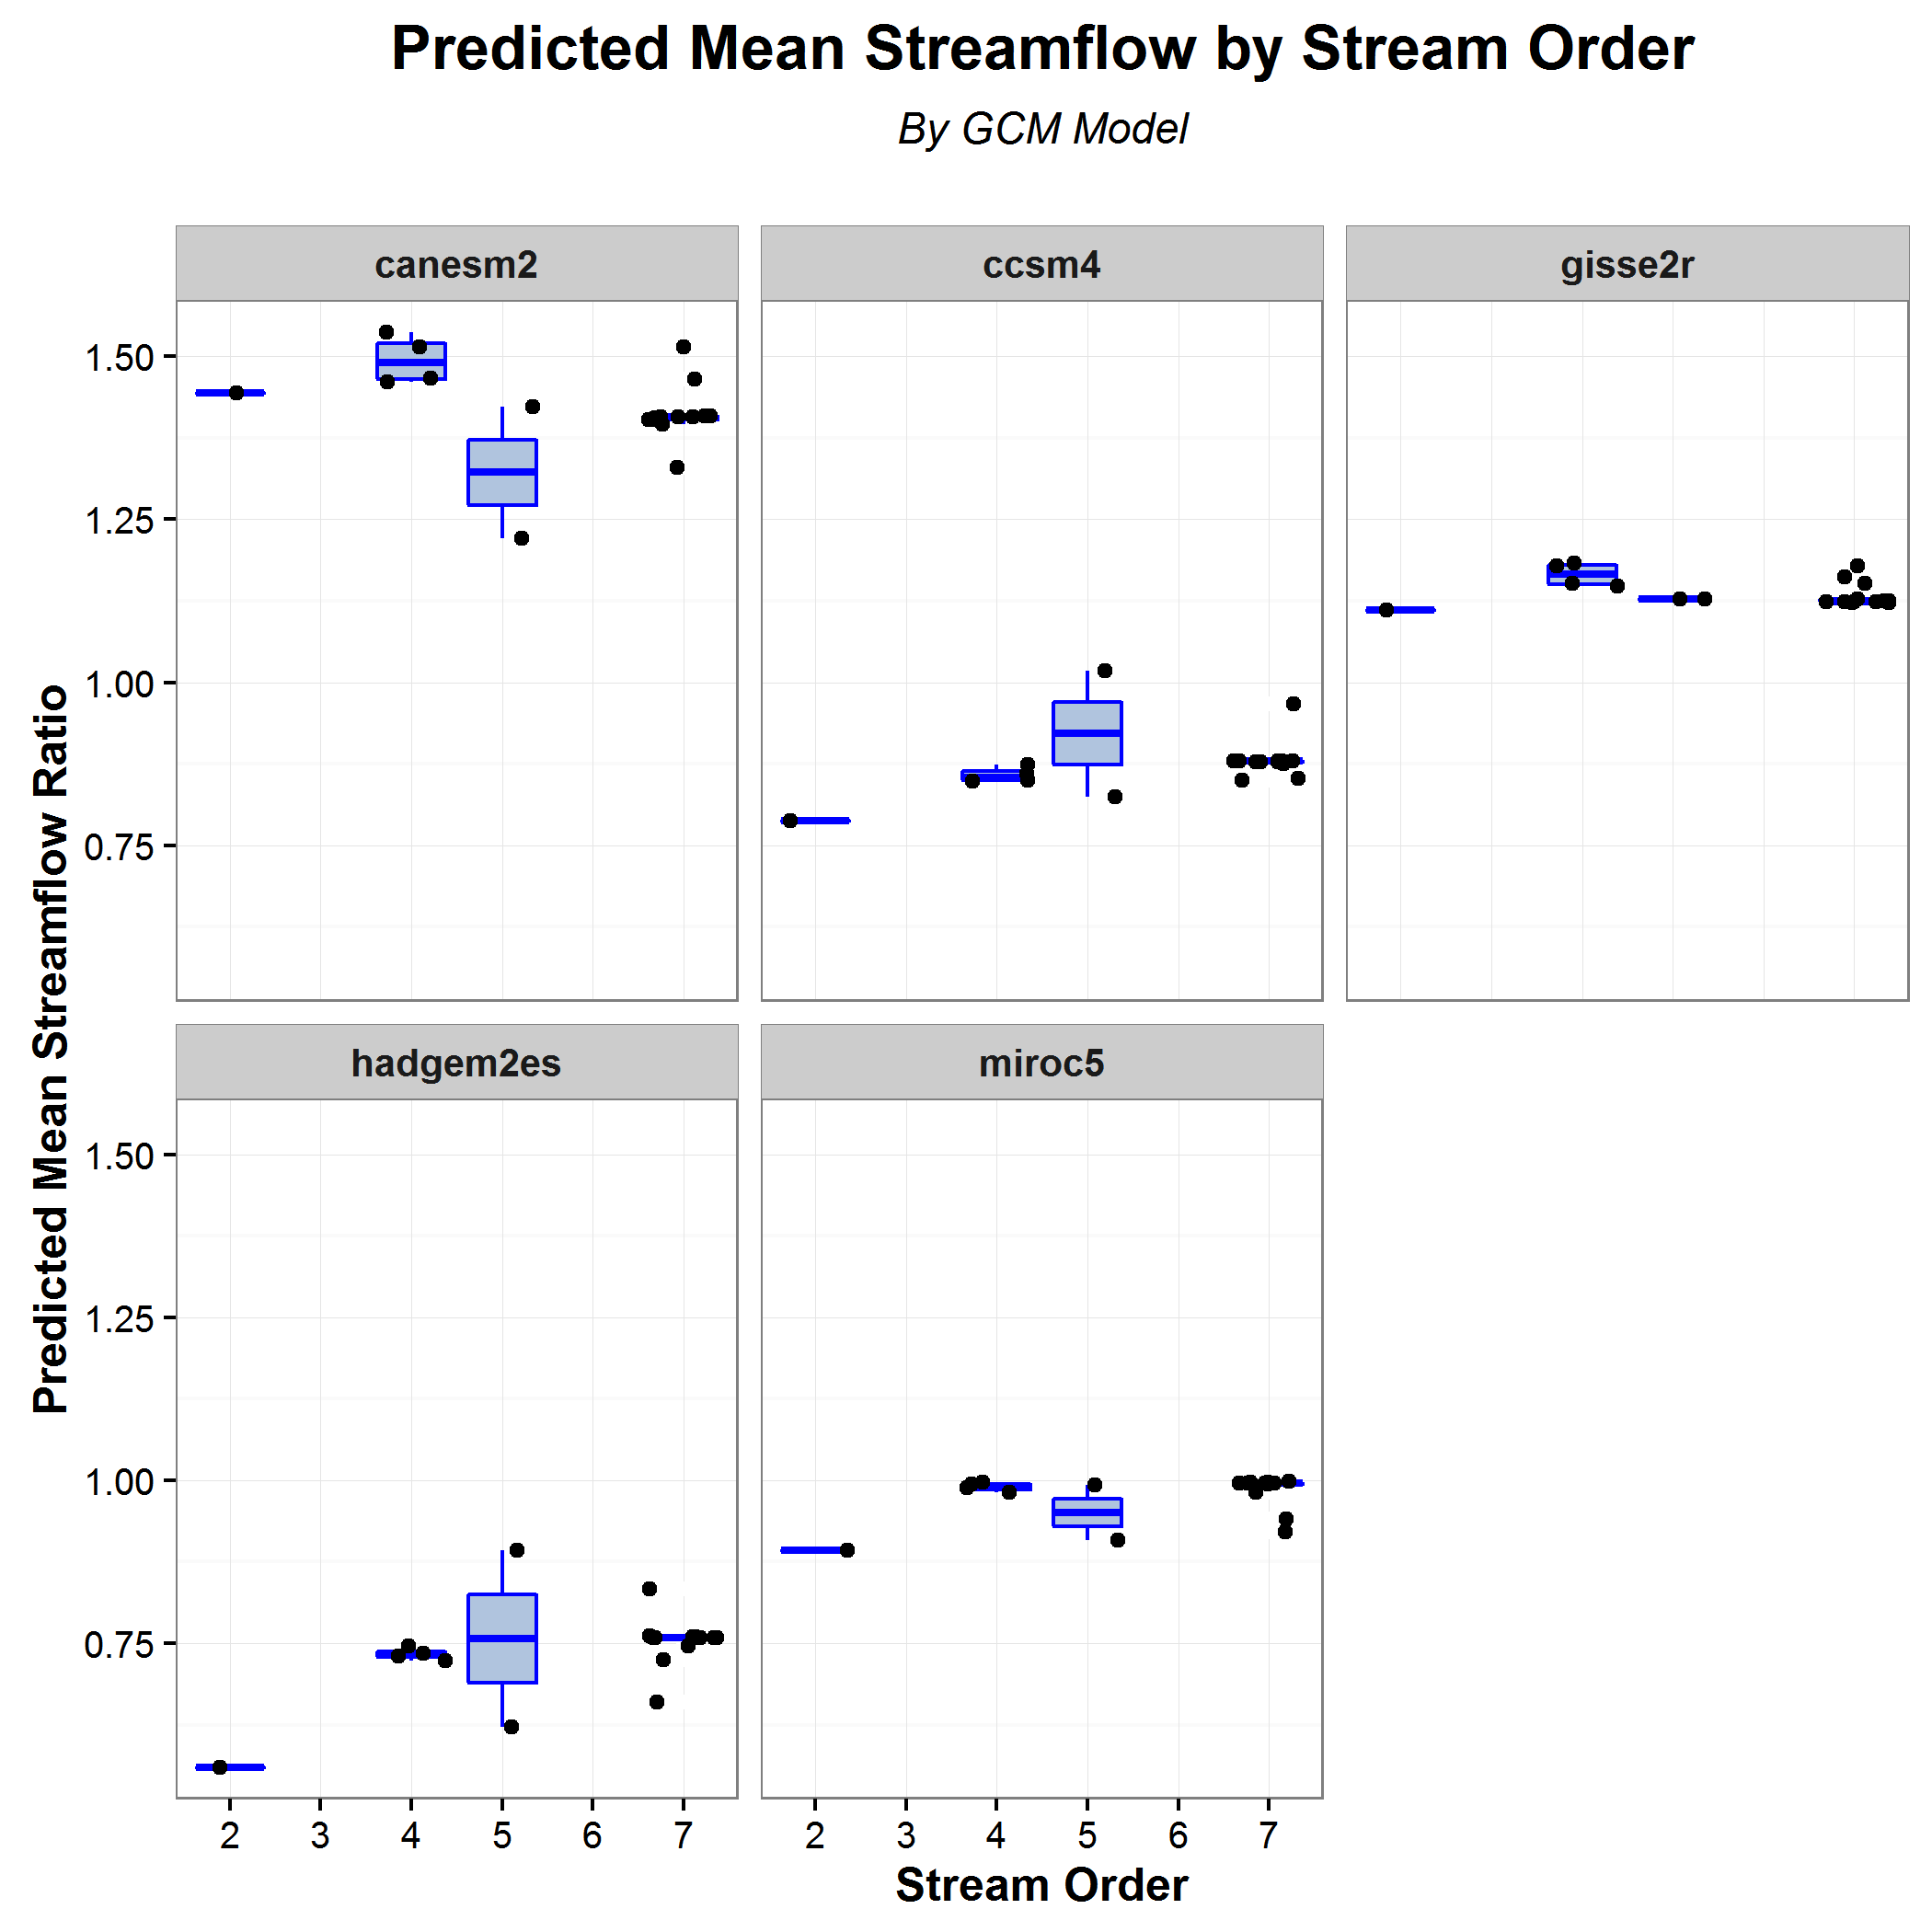 Predicted Mean Streamflow by Stream Order
By GCM Model
canesm2
ccsm4
gisse2r
1.50
1.25
1.00
0.75
Predicted Mean Streamflow Ratio
hadgem2es
miroc5
1.50
1.25
1.00
0.75
2 3 4 5 6 7
2 3 4 5 6 7
Stream Order